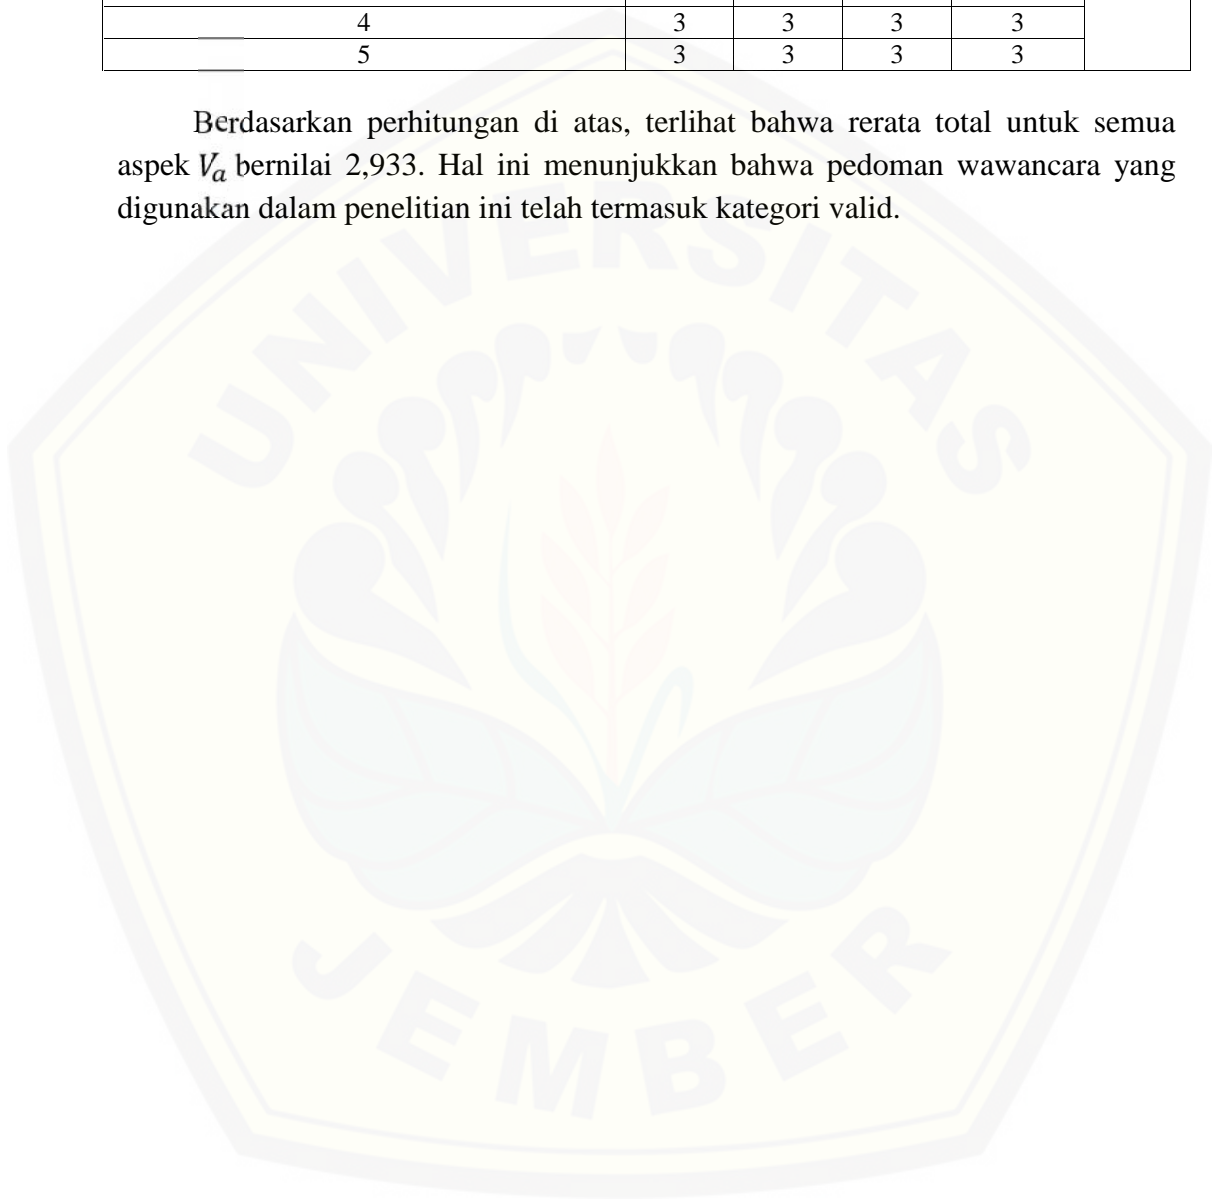 4 3 3 3 3
5 3 3 3 3
Berdasarkan perhitungan di atas, terlihat bahwa rerata total untuk semua
aspek Va bernilai 2,933. Hal ini menunjukkan bahwa pedoman wawancara yang
digunakan dalam penelitian ini telah termasuk kategori valid.
UNIVERSITAS
JEMBER